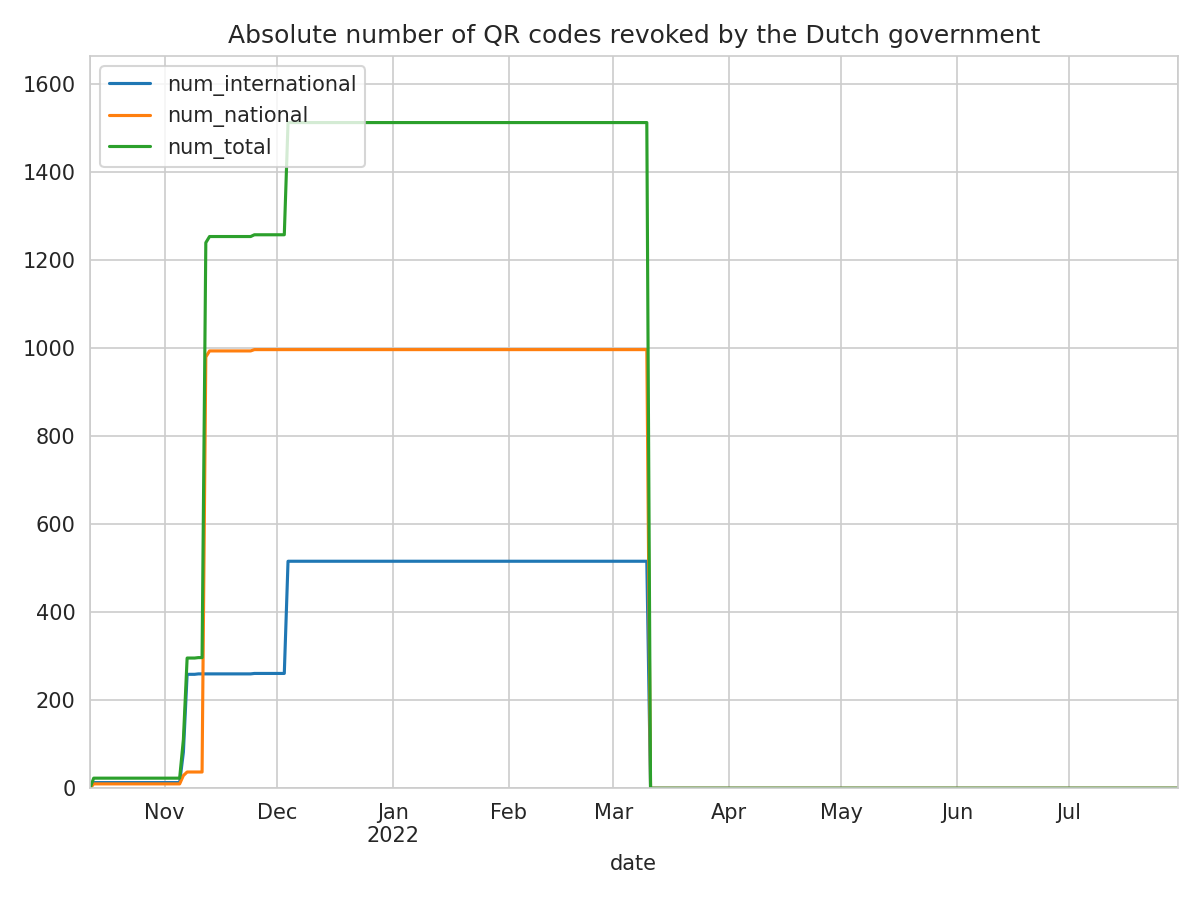 Absolute number of QR codes revoked by the Dutch government
num_international
num_national
num_total
1600
1400
1200
1000
800
600
400
200
0
Nov Dec Jan Feb Mar Apr May Jun Jul
2022
date